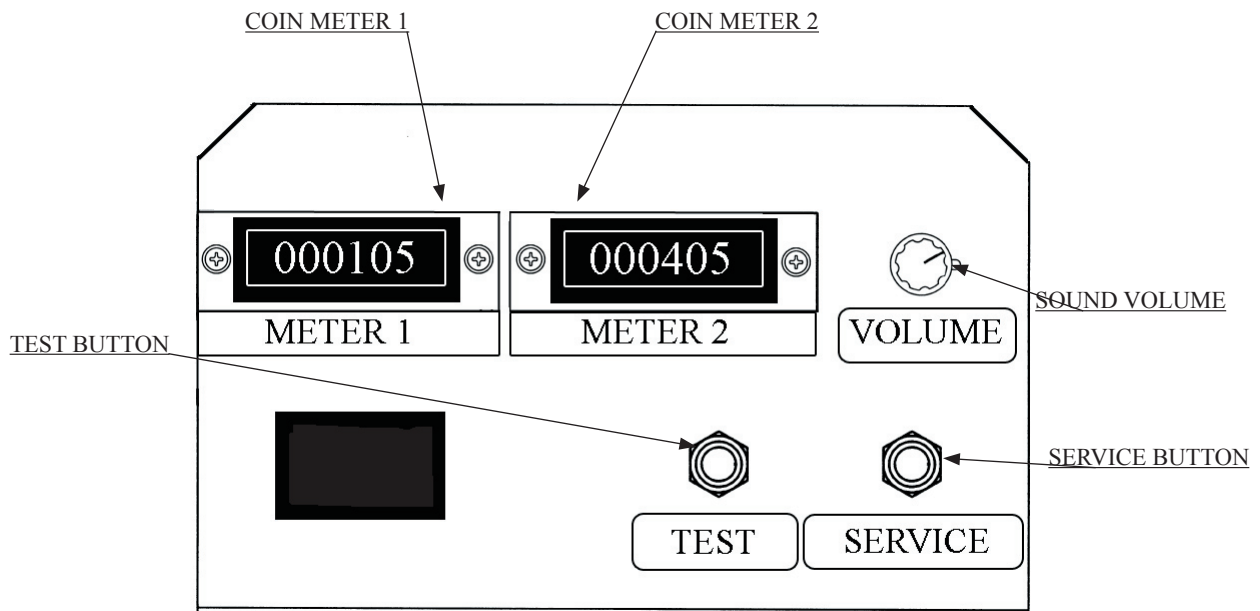 COIN METER 1
COIN METER 2
000105
000405
METER 1
METER 2
VOLUME
SOUND VOLUME
TEST BUTTON
SERVICE BUTTON
TEST
SERVICE